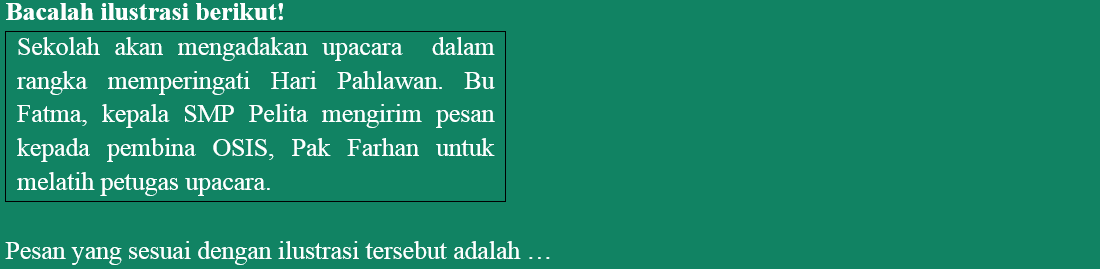 Bacalah ilustrasi berikut!
Sekolah akan mengadakan upacara dalam
rangka memperingati Hari Pahlawan. Bu
Fatma, kepala SMP Pelita mengirim pesan
kepada pembina OSIS, Pak Farhan untuk
melatih petugas upacara.
Pesan yang sesuai dengan ilustrasi tersebut adalah …